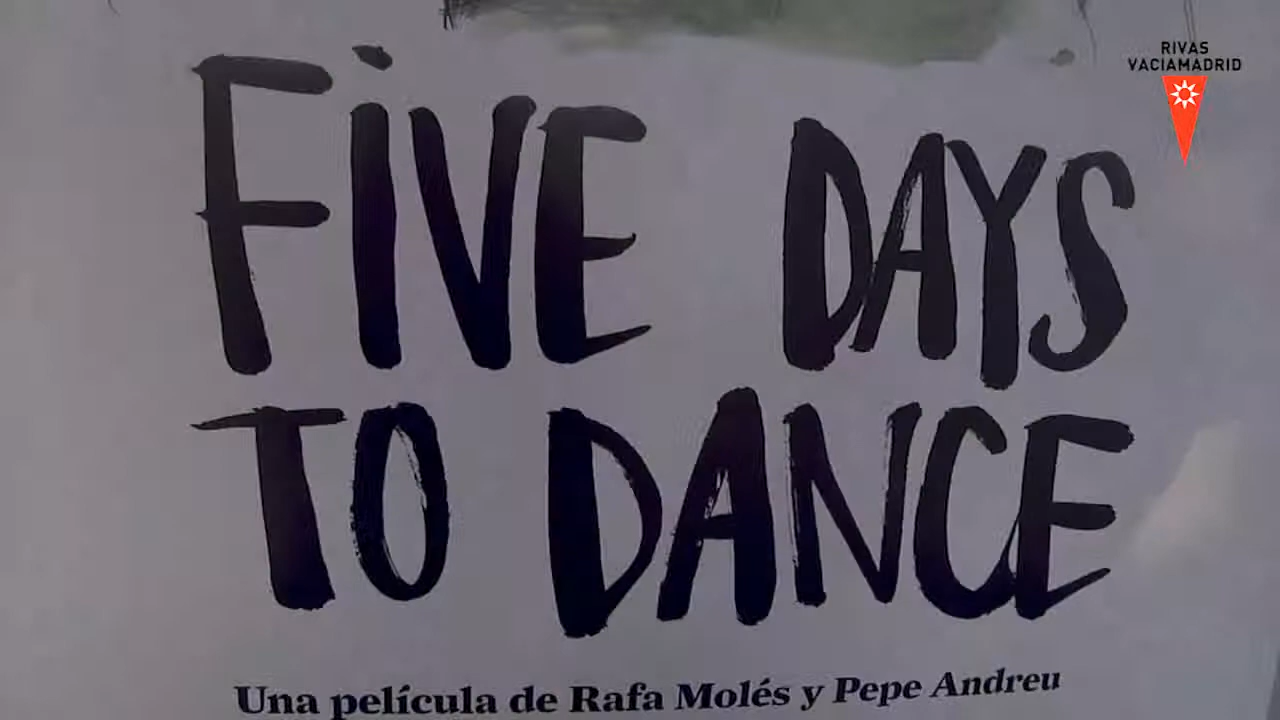 RIVAS
VACIAMADRID
FiVE DAYS
TO DANCE
Una película de Rafa Molés y Pepe Andreu